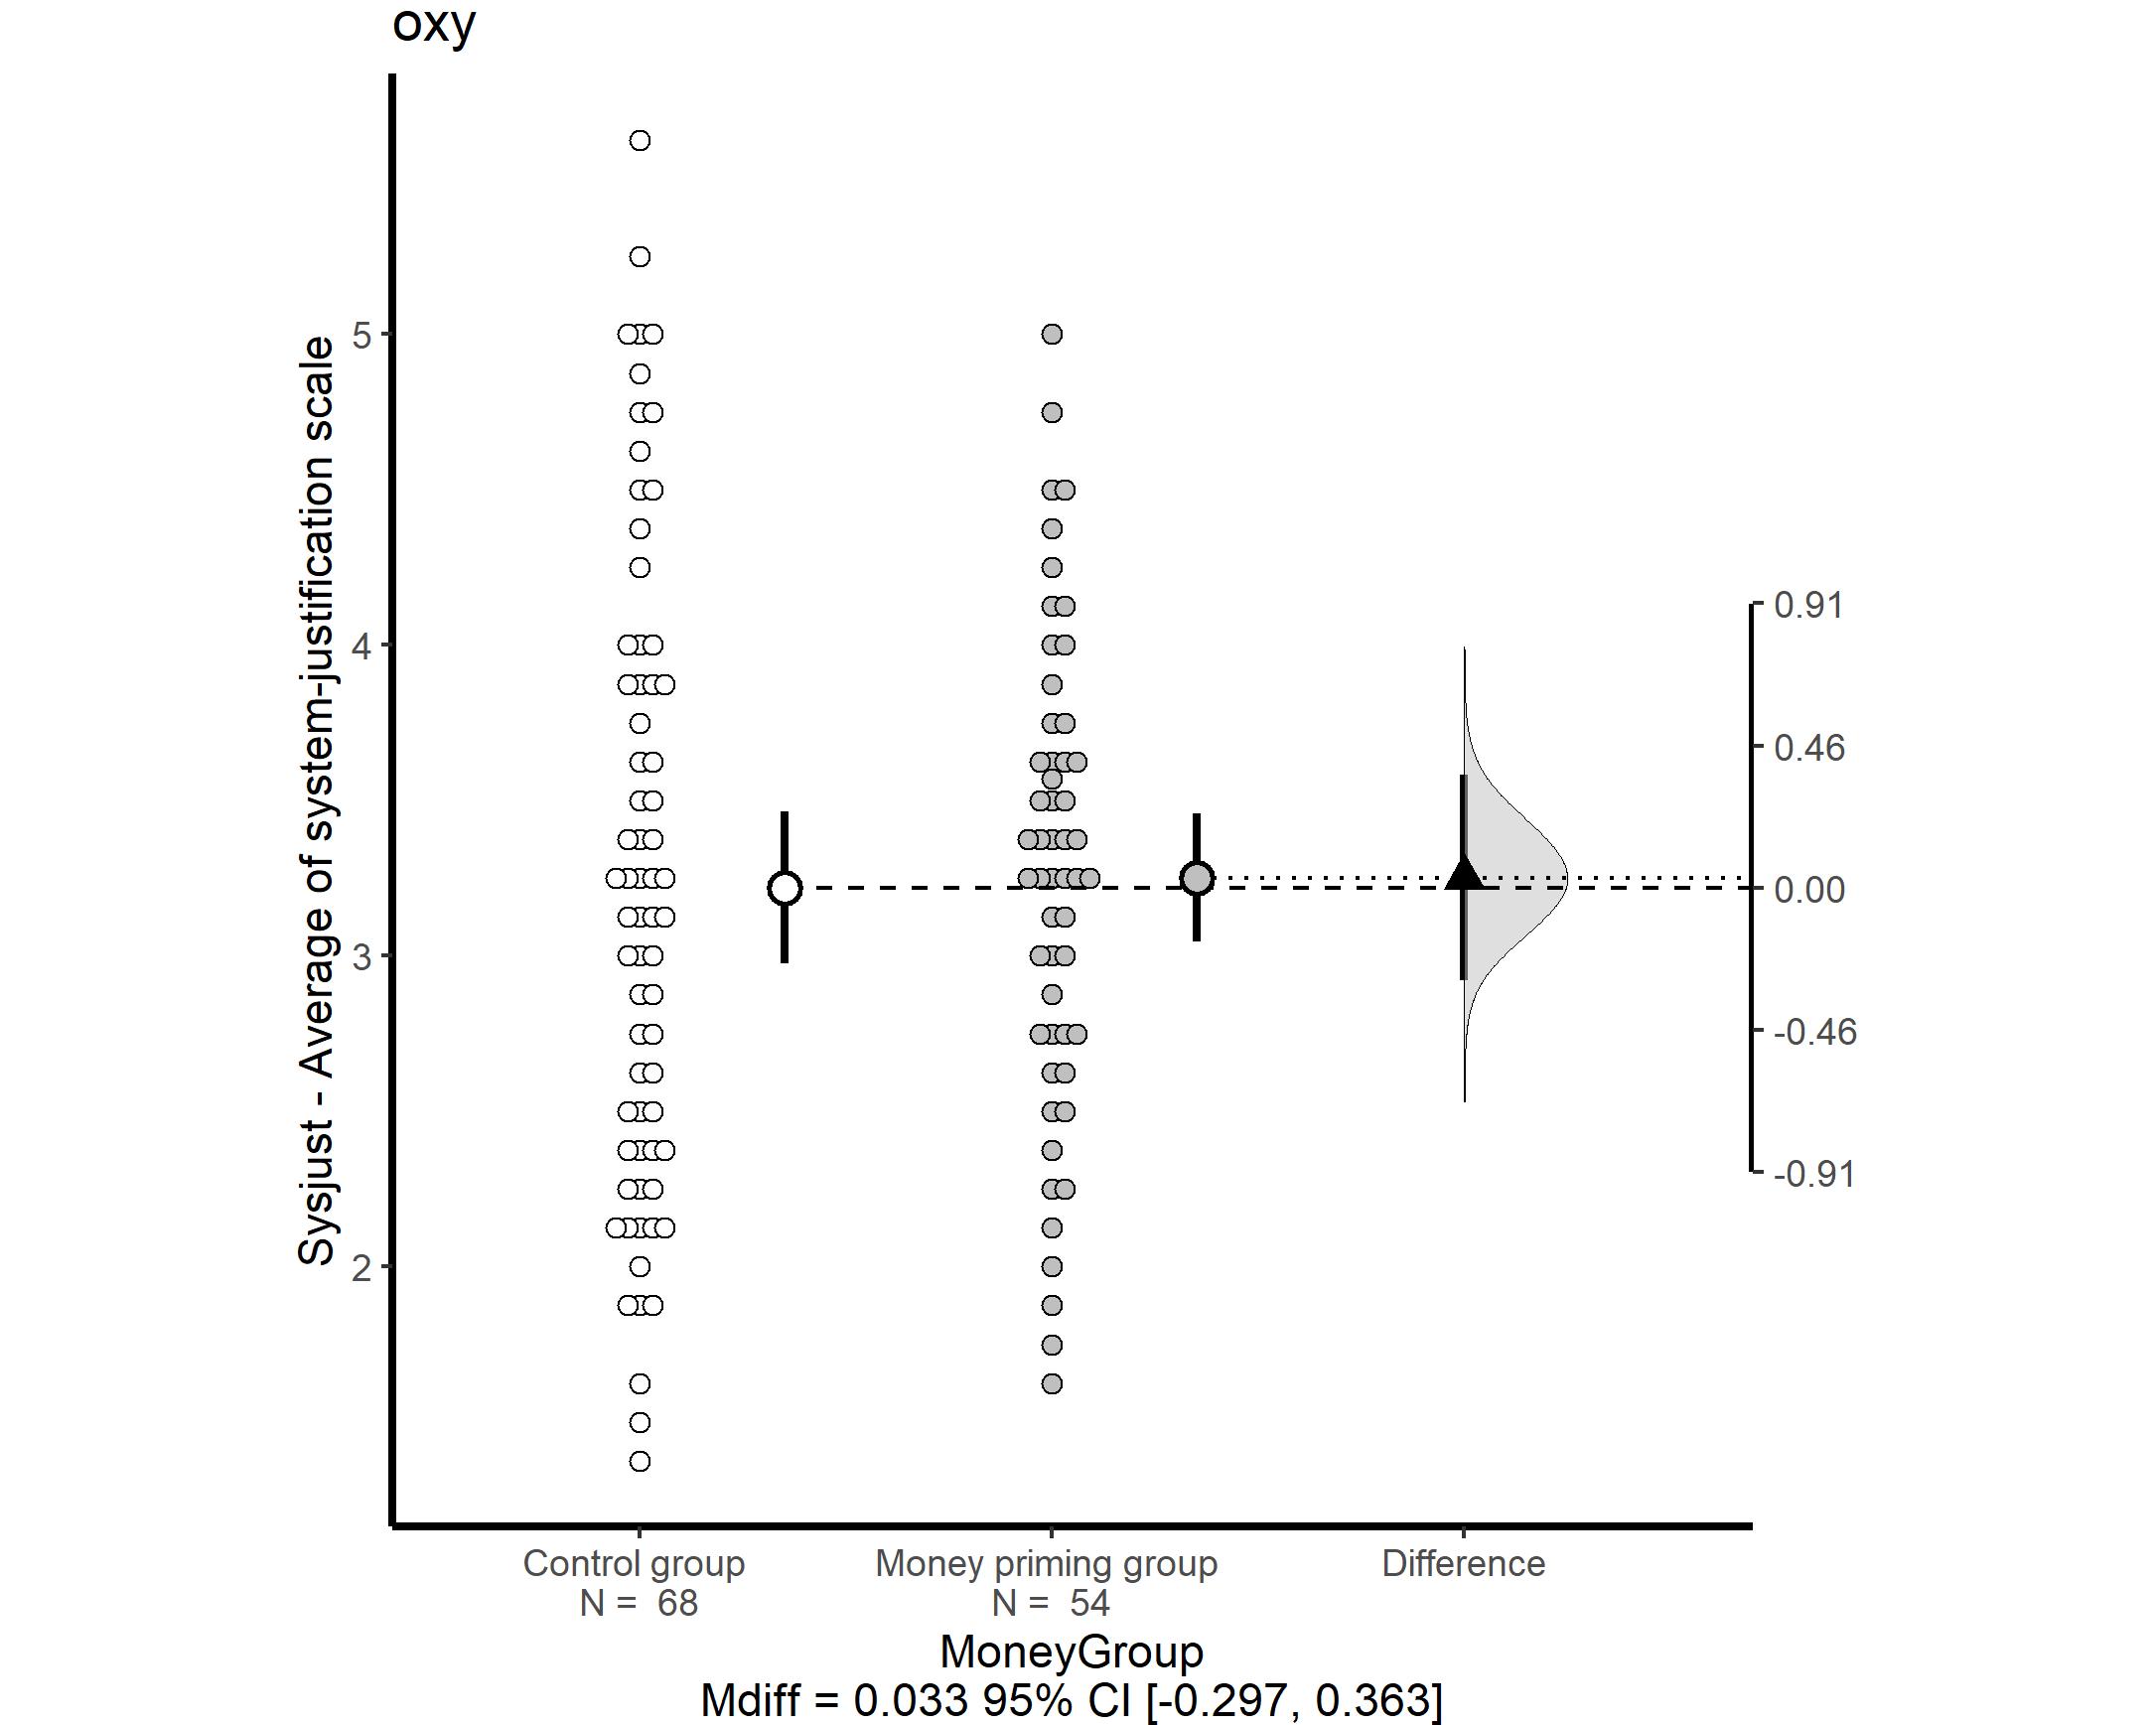 oxy
Sysjust - Average of system-justification scale
5
4
3
2
0.91
0.46
0.00
-0.46
-0.91
Control group
N =  68
Money priming group
N =  54
Difference
MoneyGroup
Mdiff = 0.033 95% CI [-0.297, 0.363]